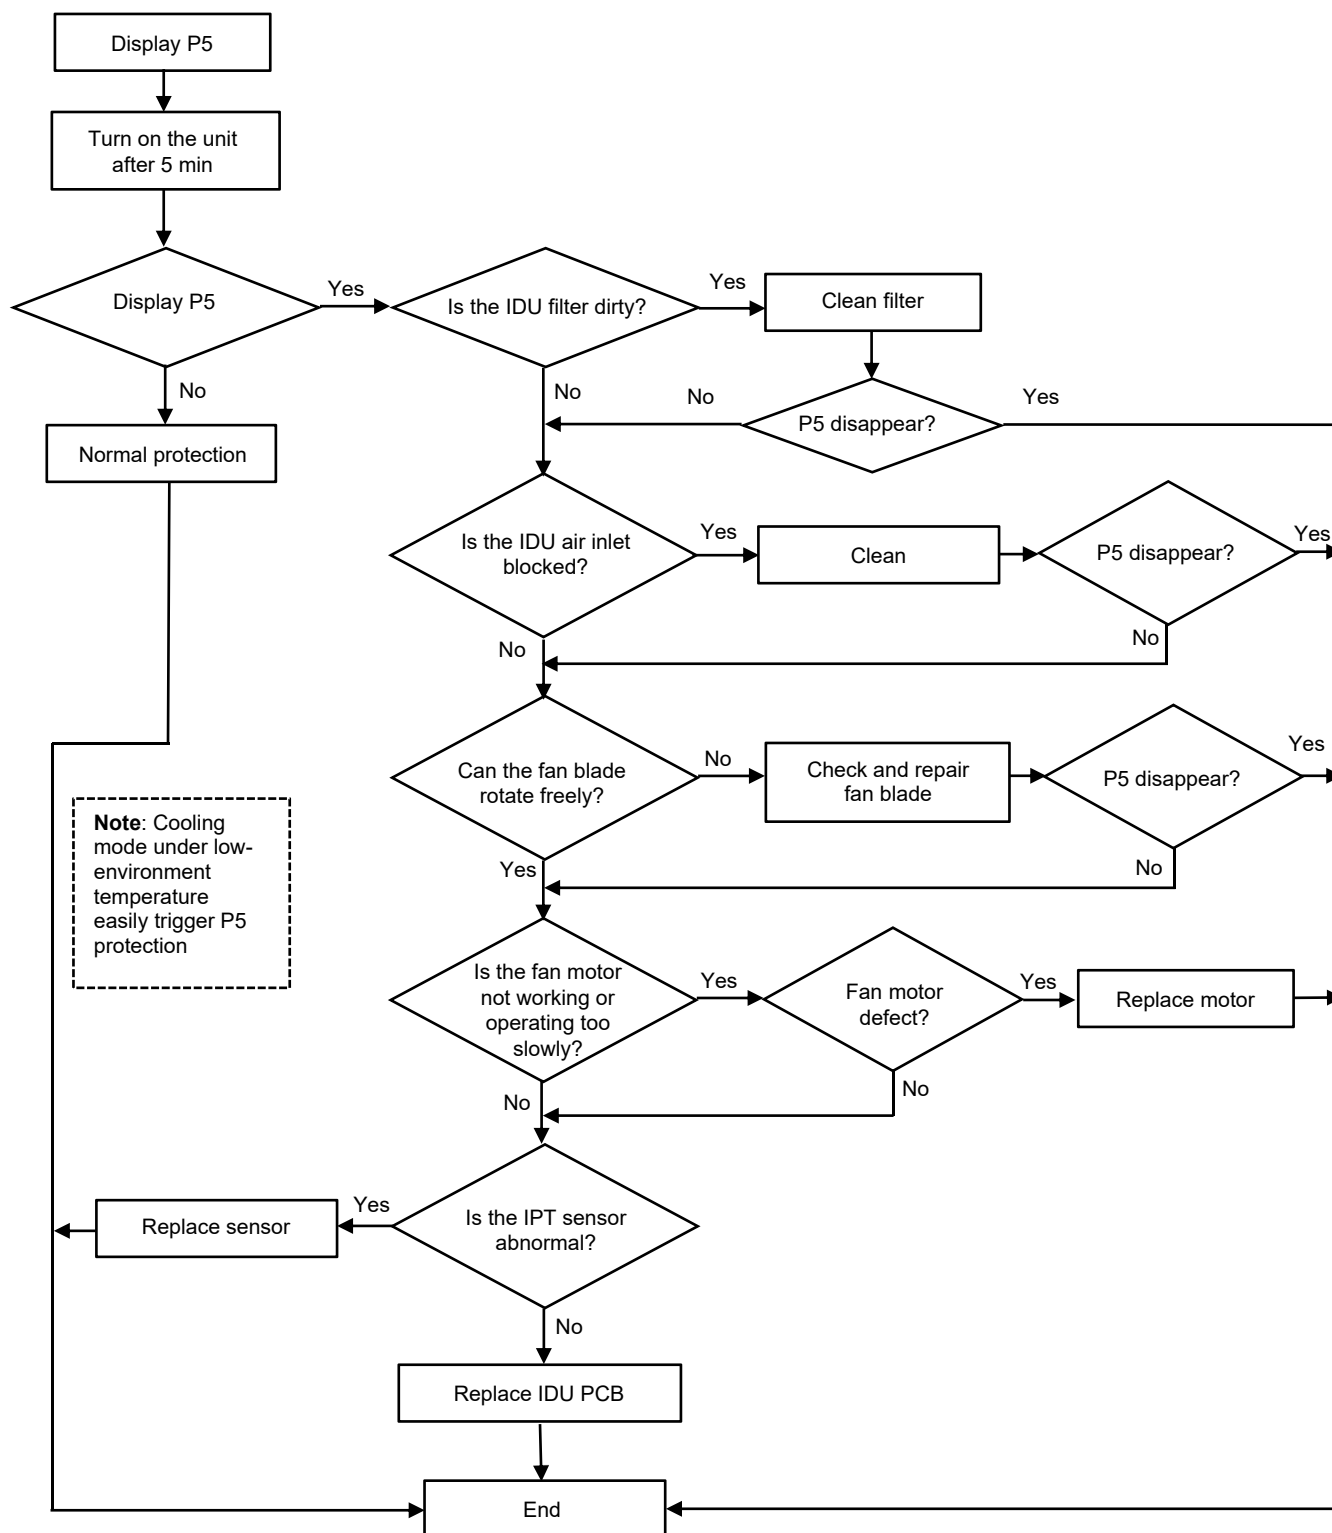 Display P5
Turn on the unit
after 5 min
Display P5
Yes
Is the IDU filter dirty?
Yes
Clean filter
No
No
No
P5 disappear?
Yes
Normal protection
Is the IDU air inlet
blocked?
Yes
Clean
P5 disappear?
Yes
No
No
Can the fan blade
rotate freely?
No
Check and repair
fan blade
P5 disappear?
Yes
Note: Cooling
mode under low-
environment
temperature
easily trigger P5
protection
Yes
No
Is the fan motor
not working or
operating too
slowly?
Yes
Fan motor
defect?
Yes
Replace motor
No
No
Is the IPT sensor
abnormal?
Yes
Replace sensor
No
Replace IDU PCB
End